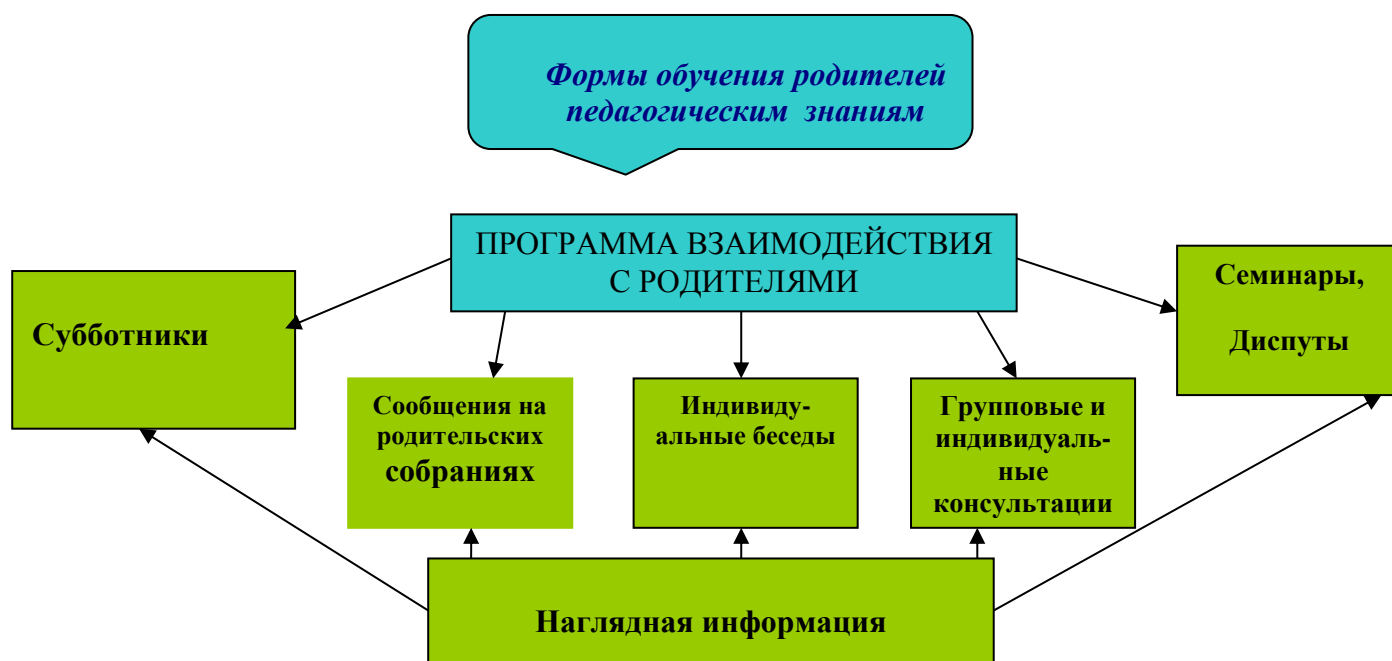 Формы обучения родителей
педагогическим знаниям
ПРОГРАММА ВЗАИМОДЕЙСТВИЯ
С РОДИТЕЛЯМИ
Субботники
Семинары,
Диспуты
Сообщения на
родительских
собраниях
Индивиду-
альные беседы
Групповые и
индивидуаль-
ные
консультации
Наглядная информация